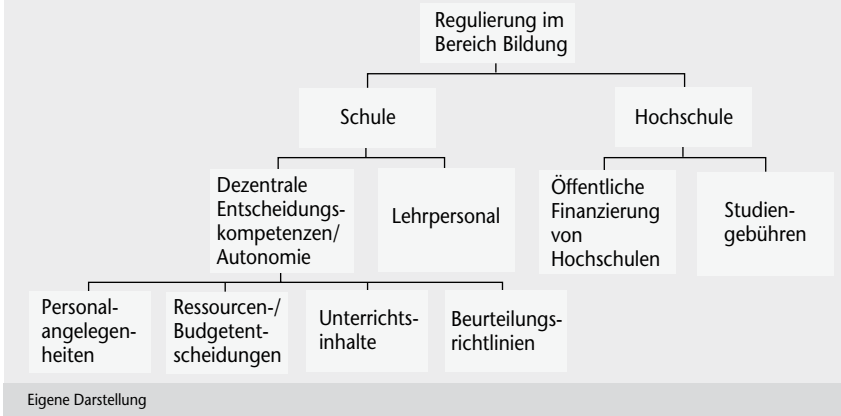 Regulierung im
Bereich Bildung
Schule
Hochschule
Dezentrale
Entscheidungs-
kompetenzen/
Autonomie
Lehrpersonal
Öffentliche
Finanzierung
von
Hochschulen
Studien-
gebühren
Personal-
angelegen-
heiten
Ressourcen-/
Budgetent-
scheidungen
Unterrichts-
inhalte
Beurteilungs-
richtlinien
Eigene Darstellung